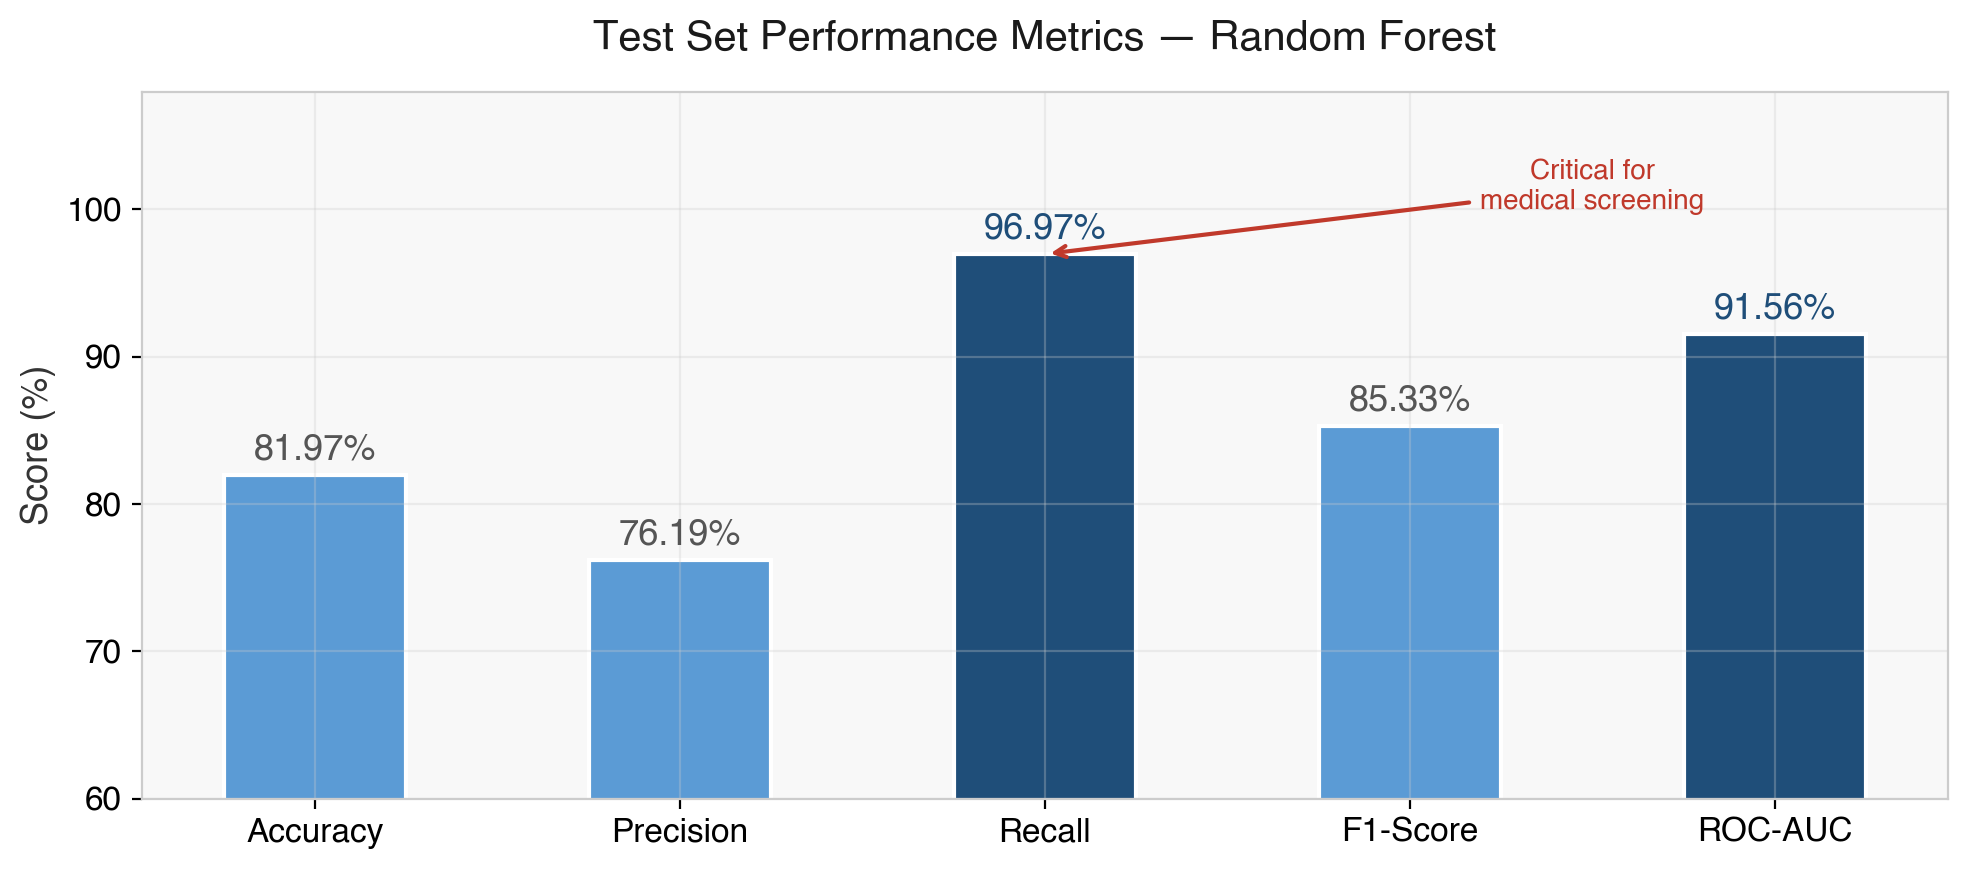 Test Set Performance Metrics — Random Forest
Critical for
medical screening
100
90
80
70
60
Score (%)
81.97%
76.19%
96.97%
85.33%
91.56%
Accuracy
Precision
Recall
F1-Score
ROC-AUC